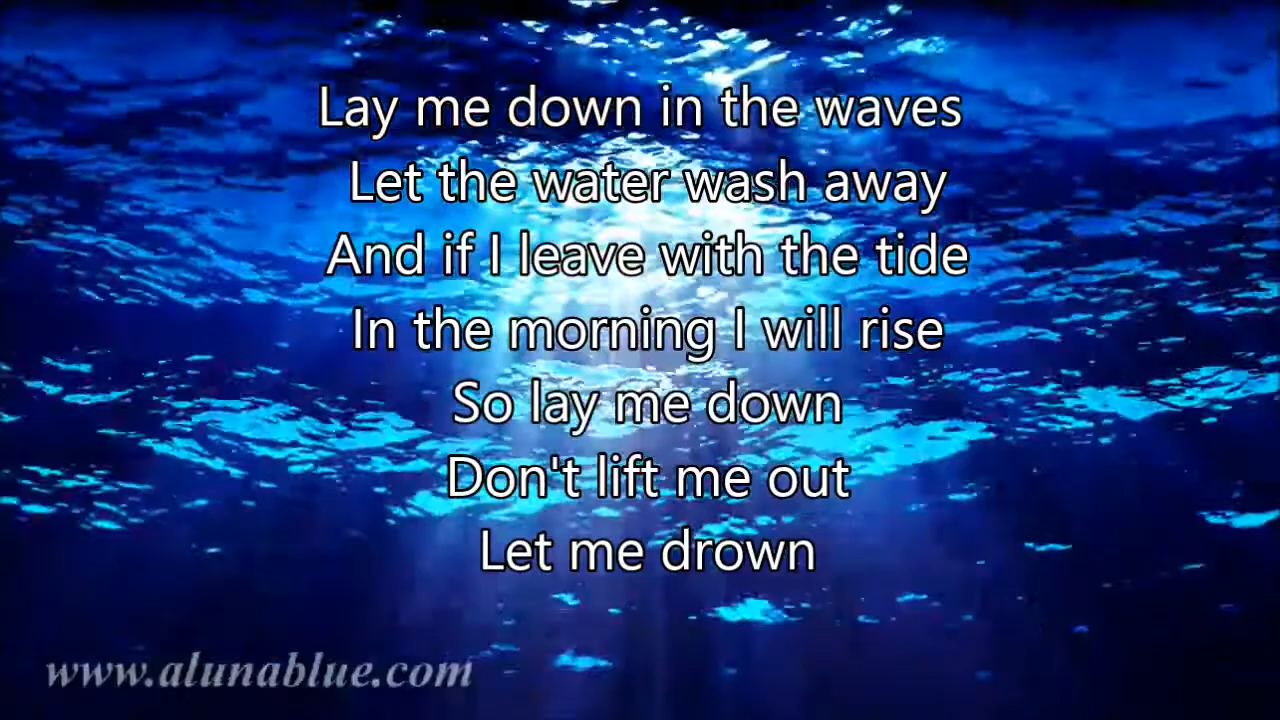 Lay me down in the waves
Let the water wash away
And if I leave with the tide
In the morning I will rise
So lay me down
Don't lift me out
Let me drown
www.alunablue.com